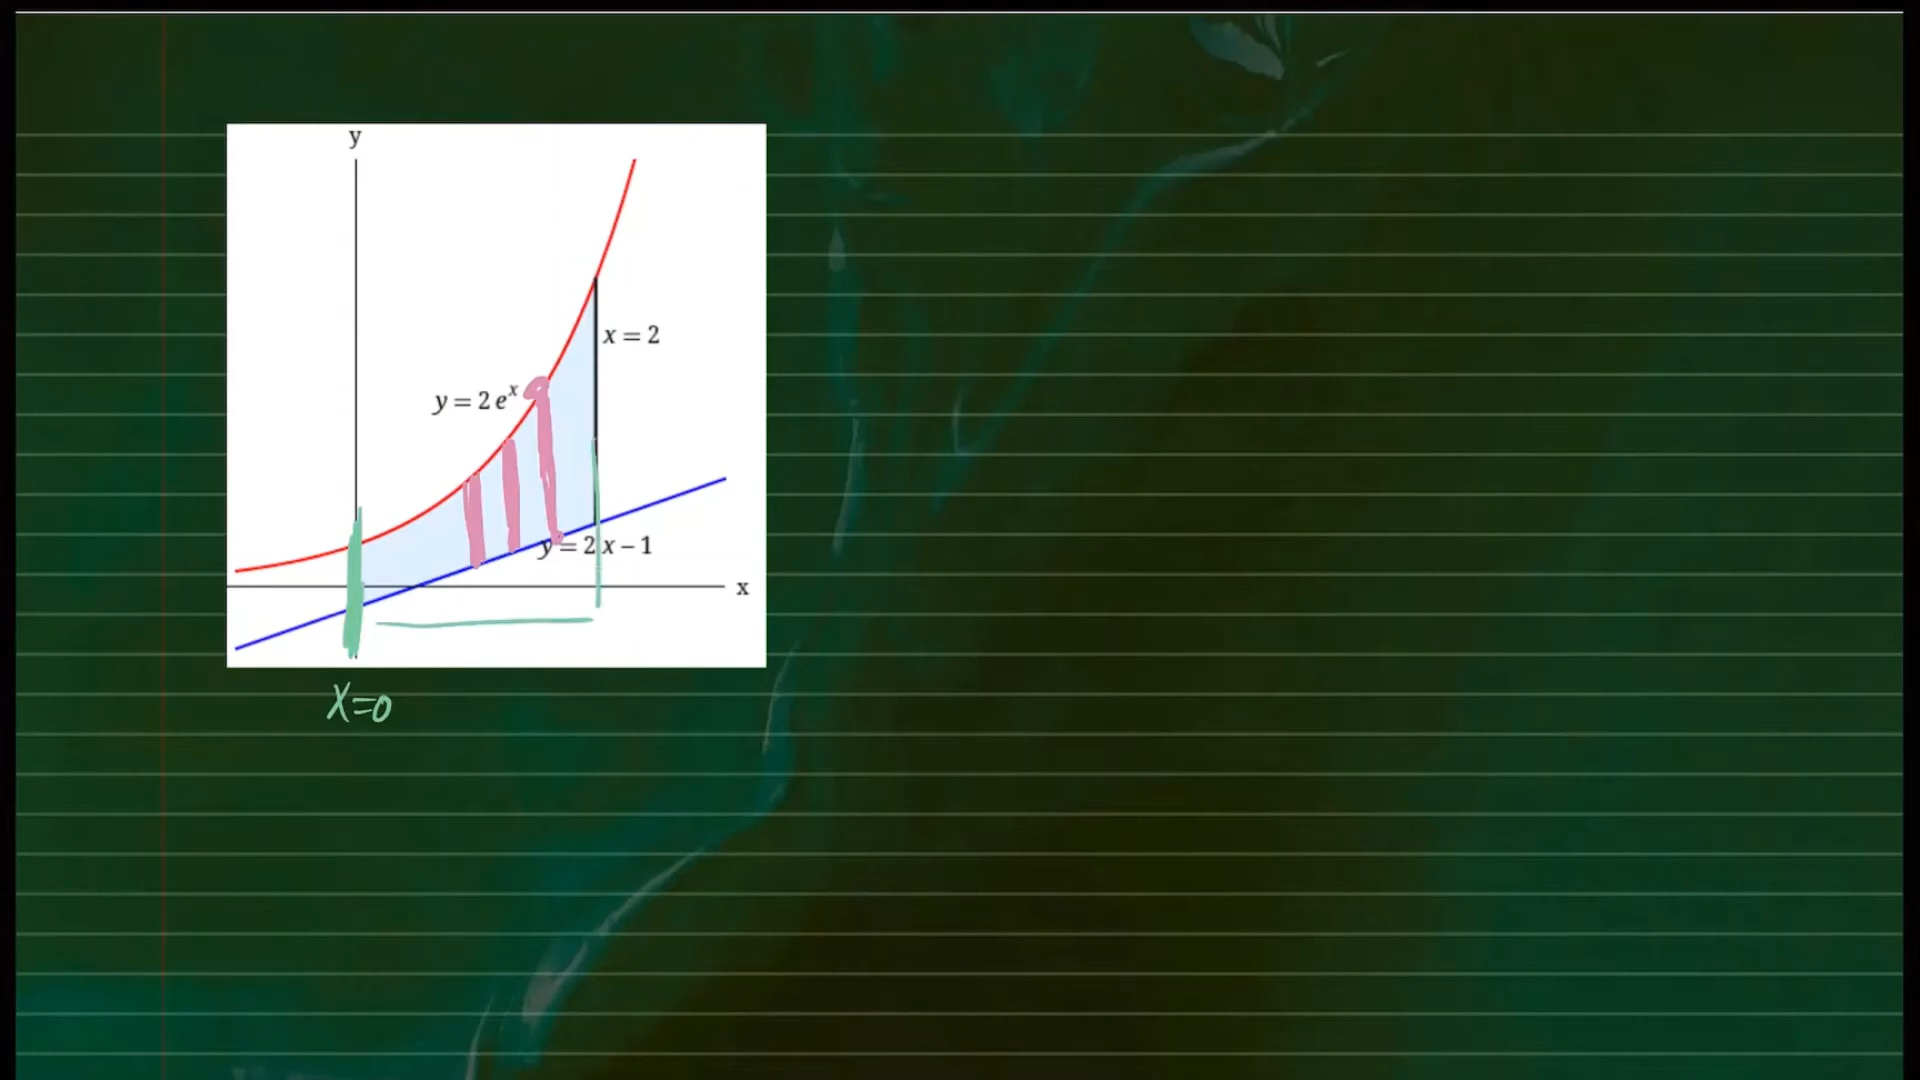 y
x = 2
y = 2 e^x
y = 2 x – 1
x
X=0